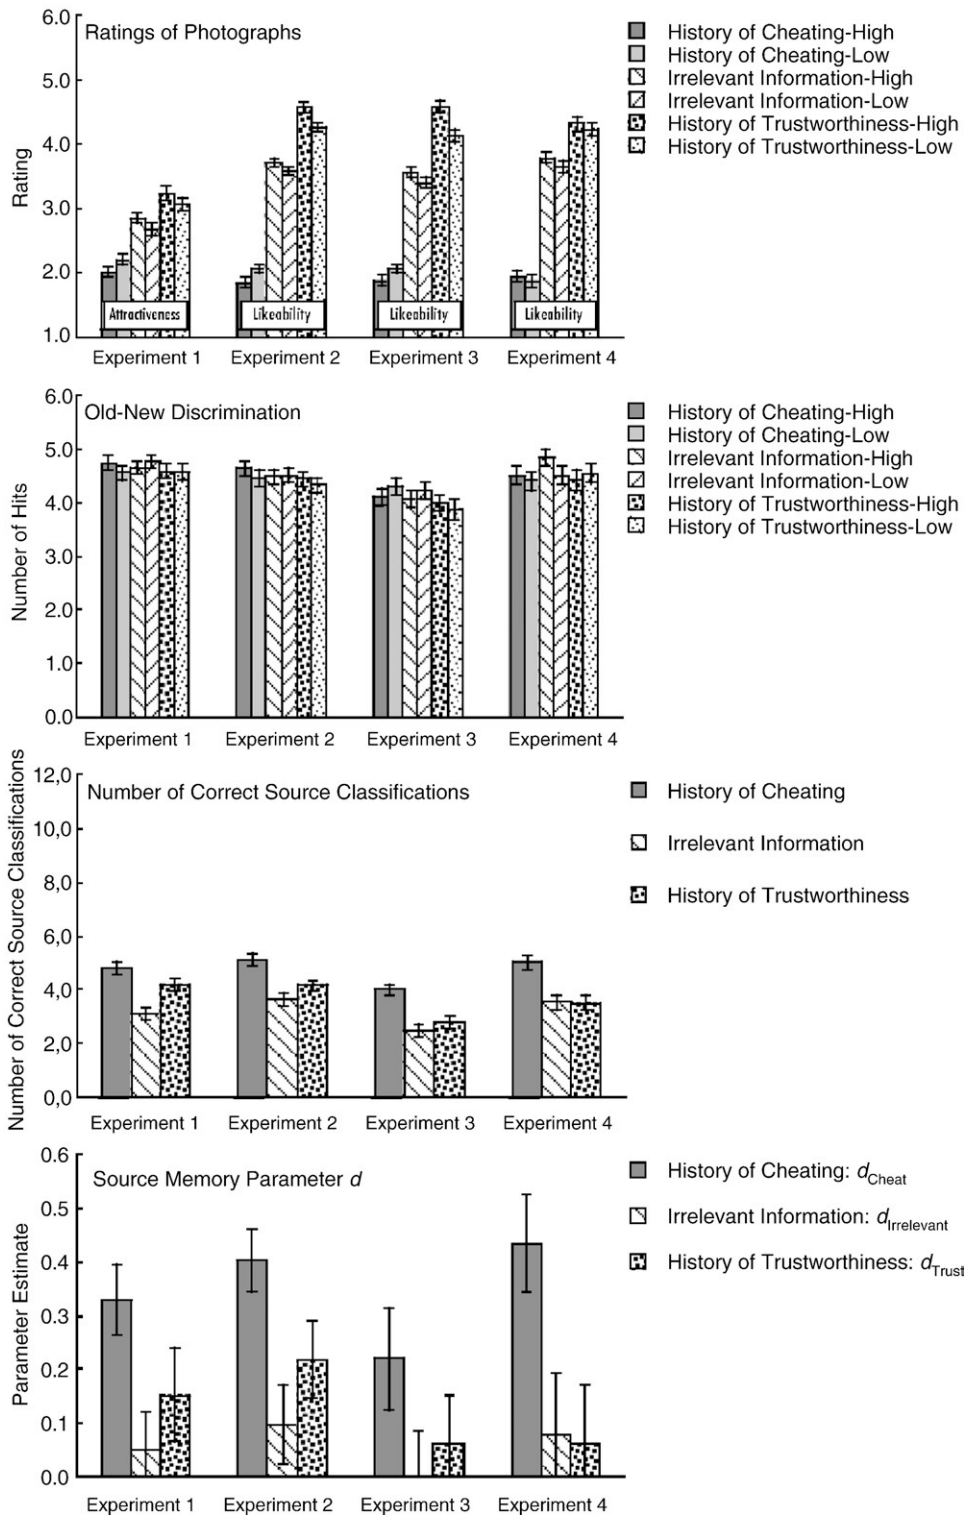 Ratings of Photographs
Rating
6.0
5.0
4.0
3.0
2.0
1.0
Attractiveness
Likeability
Likeability
Likeability
Experiment 1
Experiment 2
Experiment 3
Experiment 4
History of Cheating-High
History of Cheating-Low
Irrelevant Information-High
Irrelevant Information-Low
History of Trustworthiness-High
History of Trustworthiness-Low
Old-New Discrimination
Number of Hits
6.0
5.0
4.0
3.0
2.0
1.0
0.0
Experiment 1
Experiment 2
Experiment 3
Experiment 4
History of Cheating-High
History of Cheating-Low
Irrelevant Information-High
Irrelevant Information-Low
History of Trustworthiness-High
History of Trustworthiness-Low
Number of Correct Source Classifications
Number of Correct Source Classifications
12,0
10,0
8,0
6,0
4,0
2,0
0,0
Experiment 1
Experiment 2
Experiment 3
Experiment 4
History of Cheating
Irrelevant Information
History of Trustworthiness
Source Memory Parameter d
Parameter Estimate
0.6
0.5
0.4
0.3
0.2
0.1
0.0
Experiment 1
Experiment 2
Experiment 3
Experiment 4
History of Cheating: dCheat
Irrelevant Information: dIrrelevant
History of Trustworthiness: dTrust